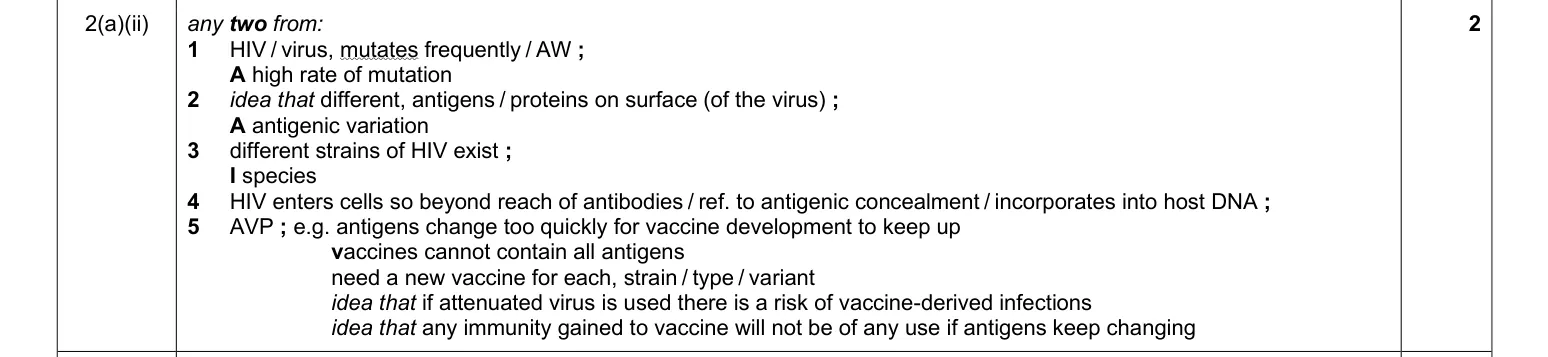 2(a)(ii) any two from: 2
1 HIV / virus, mutates frequently / AW ;
A high rate of mutation
2 idea that different, antigens / proteins on surface (of the virus) ;
A antigenic variation
3 different strains of HIV exist ;
I species
4 HIV enters cells so beyond reach of antibodies / ref. to antigenic concealment / incorporates into host DNA ;
5 AVP ; e.g. antigens change too quickly for vaccine development to keep up
vaccines cannot contain all antigens
need a new vaccine for each, strain / type / variant
idea that if attenuated virus is used there is a risk of vaccine-derived infections
idea that any immunity gained to vaccine will not be of any use if antigens keep changing